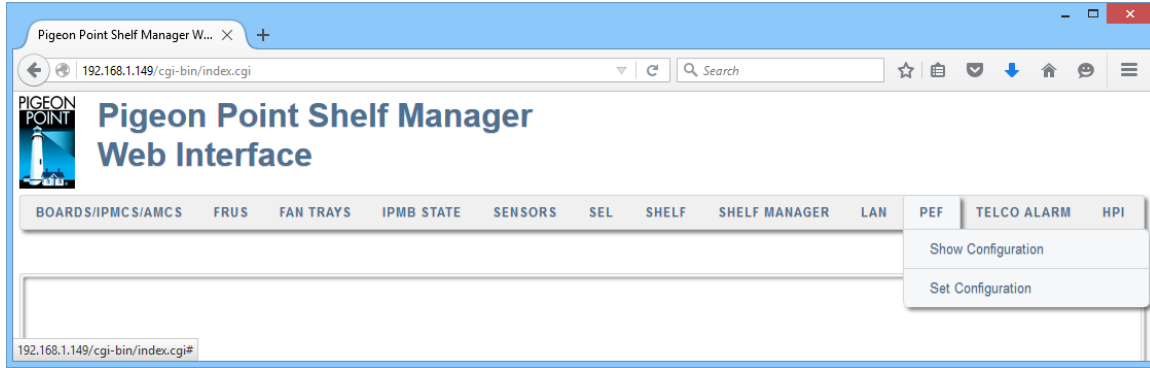 Pigeon Point Shelf Manager W...
192.168.1.149/cgi-bin/index.cgi
Search
PIGEON
POINT
Pigeon Point Shelf Manager
Web Interface
BOARDS/IPMCS/AMCS FRUS FAN TRAYS IPMB STATE SENSORS SEL SHELF SHELF MANAGER LAN PEF TELCO ALARM HPI
Show Configuration
Set Configuration
192.168.1.149/cgi-bin/index.cgi#